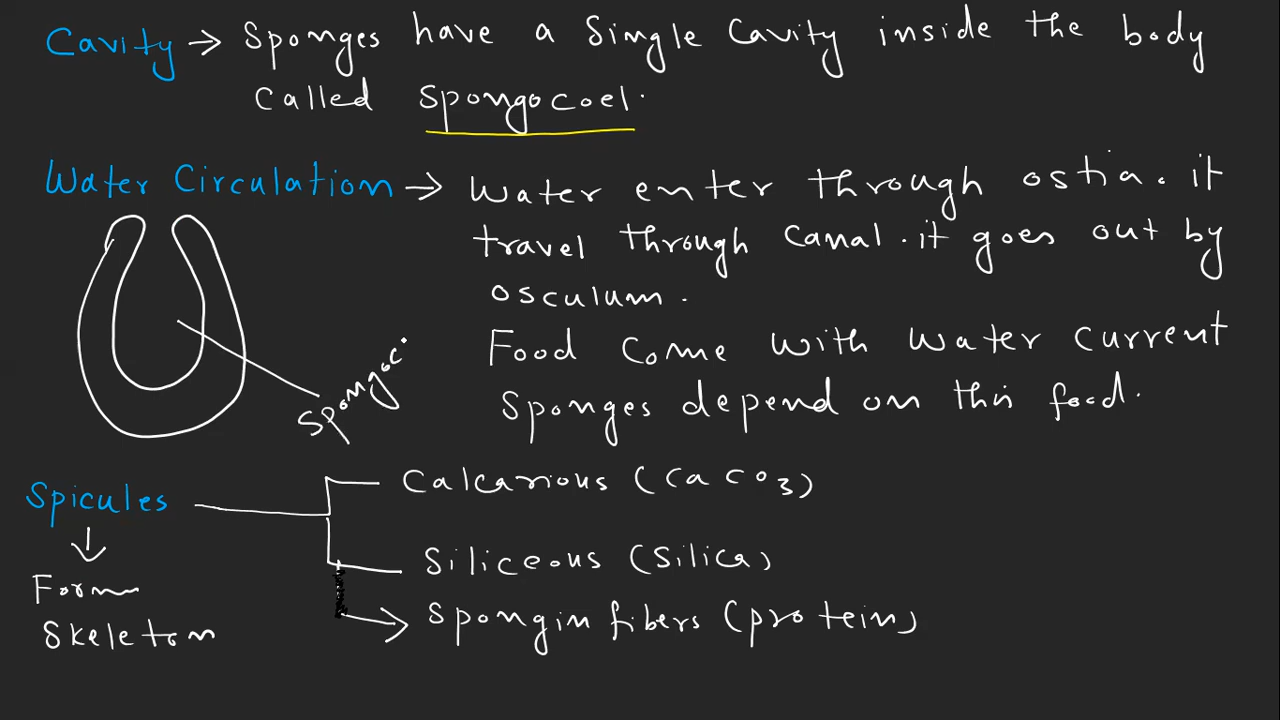 Cavity → Sponges have a single cavity inside the body
called spongocoel.
Water Circulation → Water enter through ostia. it
travel through canal. it goes out by
osculum.
Food come with water current
Sponges depend on this food.
Spongoc.
Spicules
Calcarious (CaCO3)
Siliceous (Silica)
Spongin fibers (protein)
↓
Form
Skeleton